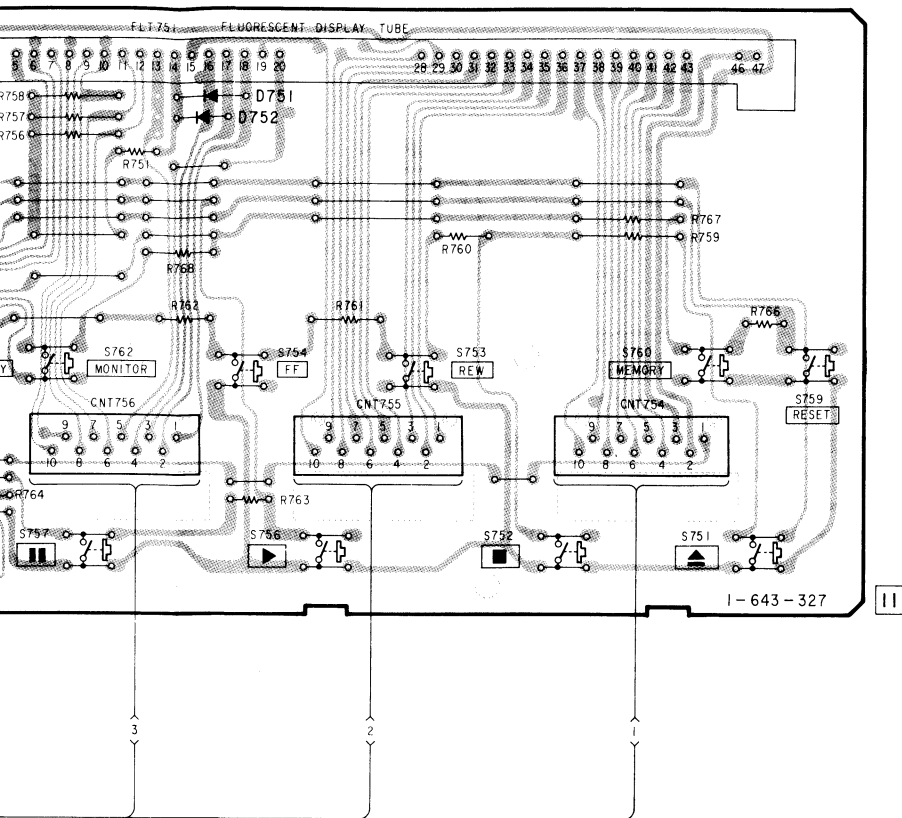 FLT751 FLUORESCENT DISPLAY TUBE
5 6 7 8 9 10 11 12 13 14 15 16 17 18 19 20 28 29 30 31 32 33 34 35 36 37 38 39 40 41 42 43 46 47
R758
D751
R757
D752
R756
R751
R767
R760
R759
R768
R762
R761
R766
Y
S762
MONITOR
S754
FF
S753
REW
S760
MEMORY
S759
RESET
CNT756
CNT755
CNT754
9 7 5 3 1
10 8 6 4 2
9 7 5 3 1
10 8 6 4 2
9 7 5 3 1
10 8 6 4 2
R764
R763
S757
S756
S752
S751
1-643-327
11
3
2
1